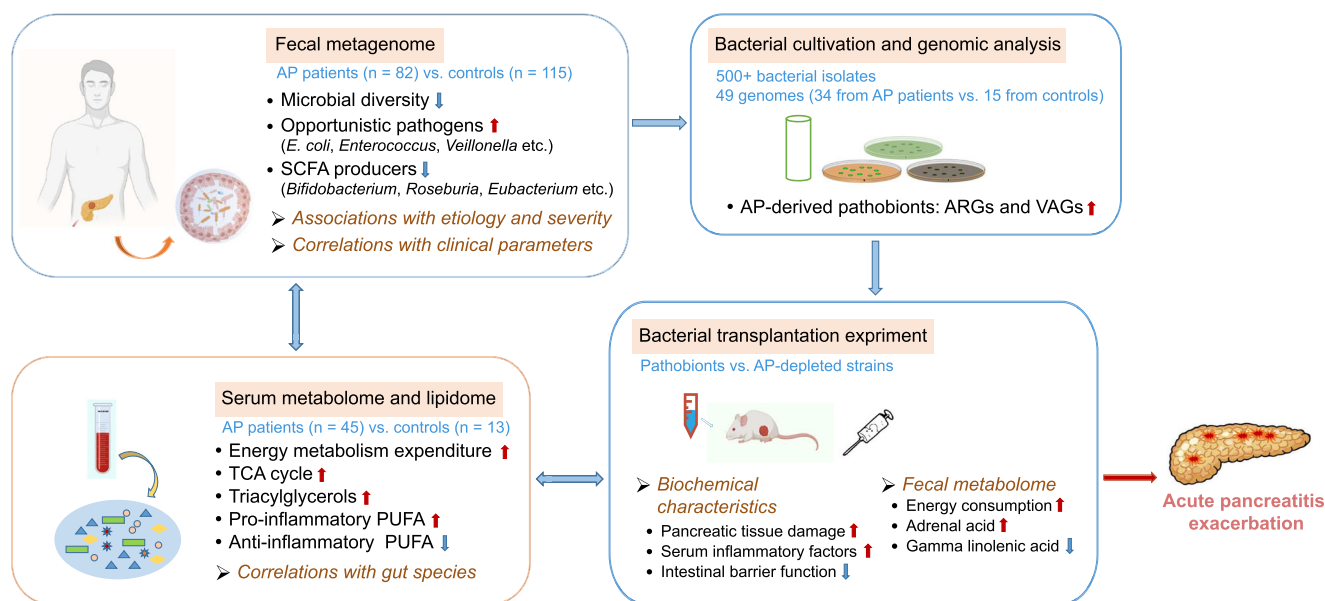 Fecal metagenome
AP patients (n = 82) vs. controls (n = 115)
• Microbial diversity ⬇
• Opportunistic pathogens ⬆
(E. coli, Enterococcus, Veillonella etc.)
• SCFA producers ⬇
(Bifidobacterium, Roseburia, Eubacterium etc.)
➢ Associations with etiology and severity
➢ Correlations with clinical parameters
Bacterial cultivation and genomic analysis
500+ bacterial isolates
49 genomes (34 from AP patients vs. 15 from controls)
• AP-derived pathobionts: ARGs and VAGs ⬆
Serum metabolome and lipidome
AP patients (n = 45) vs. controls (n = 13)
• Energy metabolism expenditure ⬆
• TCA cycle ⬆
• Triacylglycerols ⬆
• Pro-inflammatory PUFA ⬆
• Anti-inflammatory PUFA ⬇
➢ Correlations with gut species
Bacterial transplantation expriment
Pathobionts vs. AP-depleted strains
➢ Biochemical
characteristics
• Pancreatic tissue damage ⬆
• Serum inflammatory factors ⬆
• Intestinal barrier function ⬇
➢ Fecal metabolome
• Energy consumption ⬆
• Adrenal acid ⬆
• Gamma linolenic acid ⬇
Acute pancreatitis
exacerbation